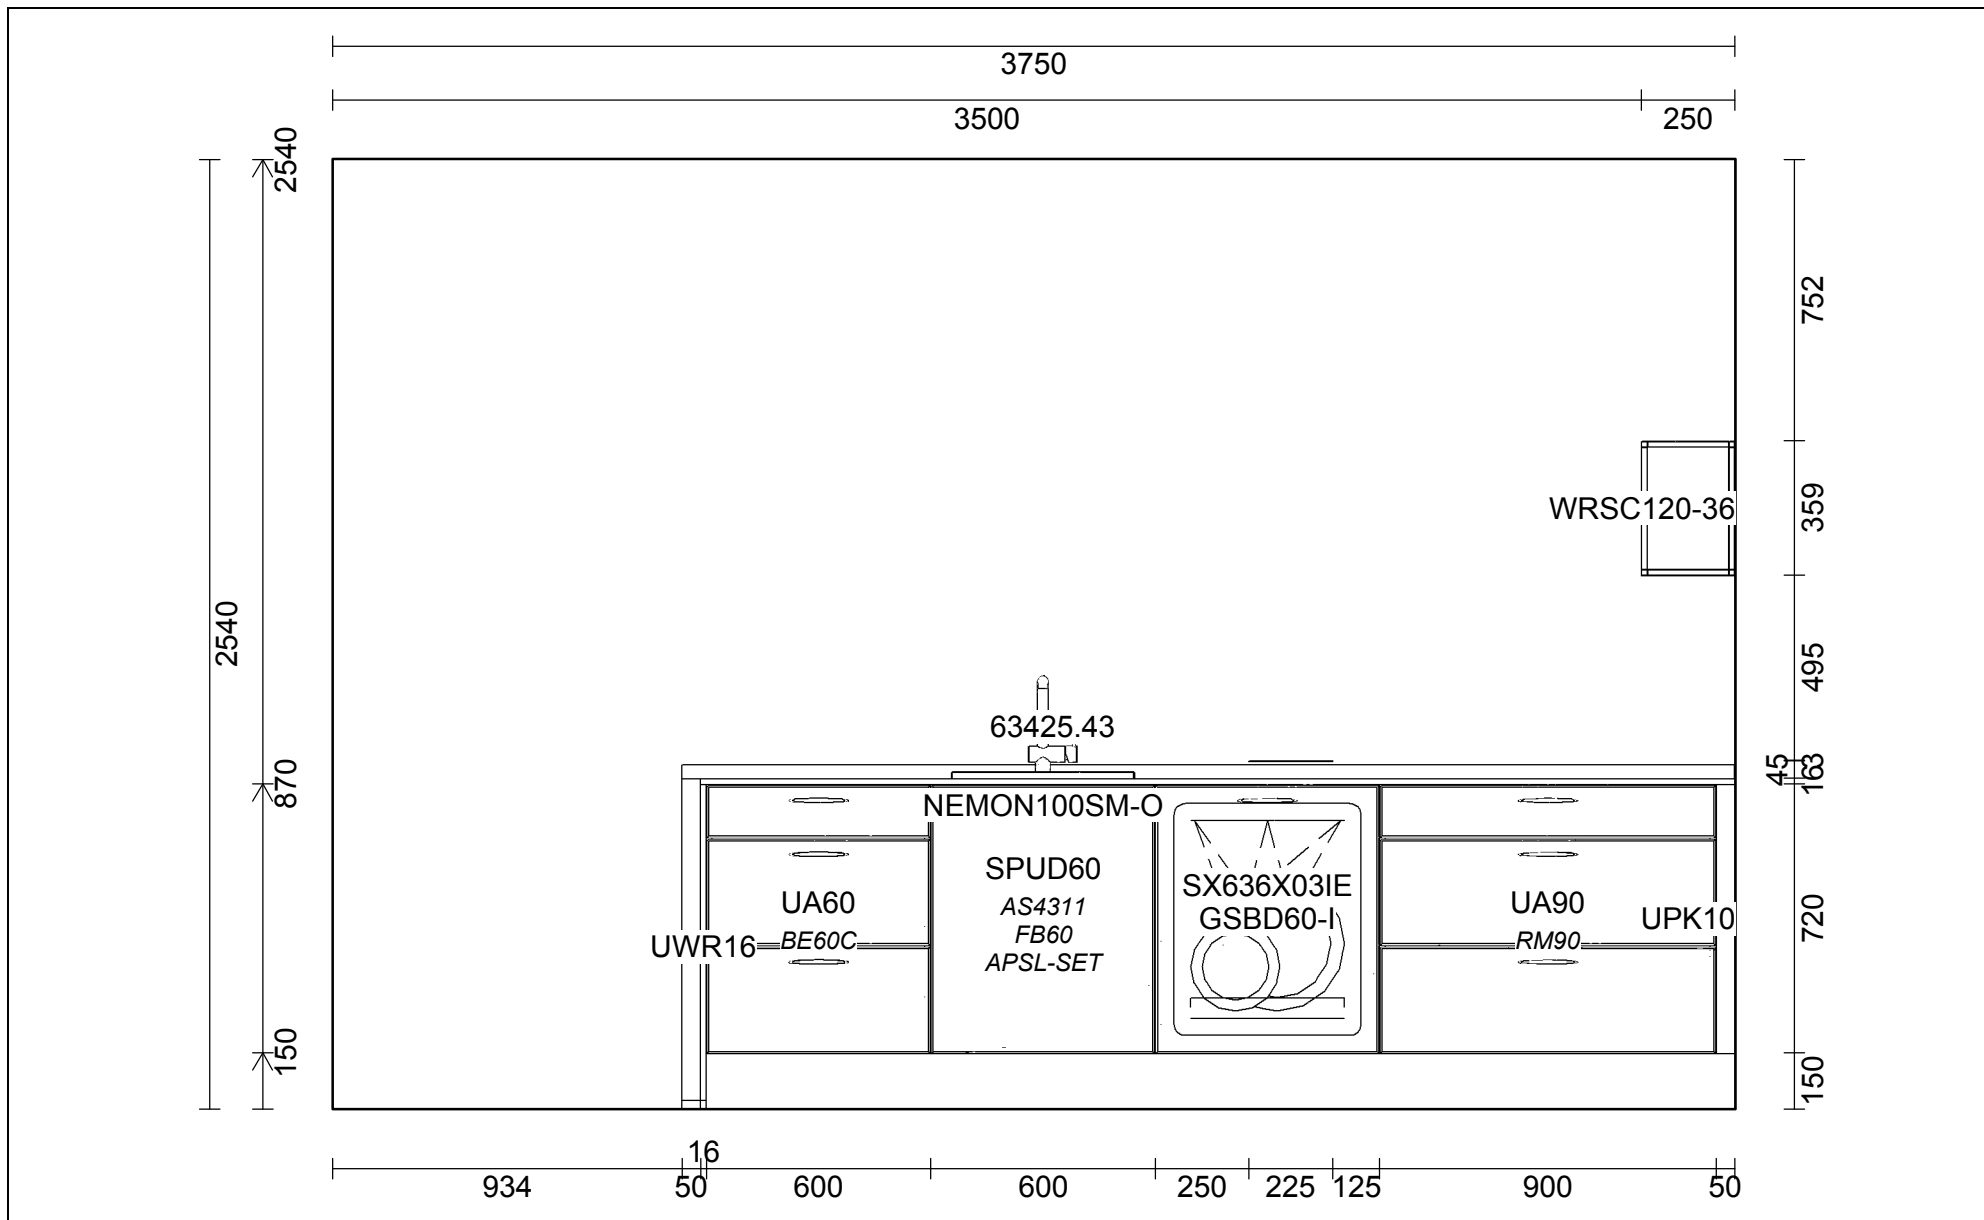 3750
3500
250
2540
752
WRSC120-36
359
2540
495
63425.43
45
163
870
NEMON100SM-O
SPUD60
AS4311
FB60
APSL-SET
SX636X03IE
GSBD60-I
UA60
BE60C
UWR16
UA90
RM90
UPK10
720
150
150
16
934
50
600
600
250
225
125
900
50